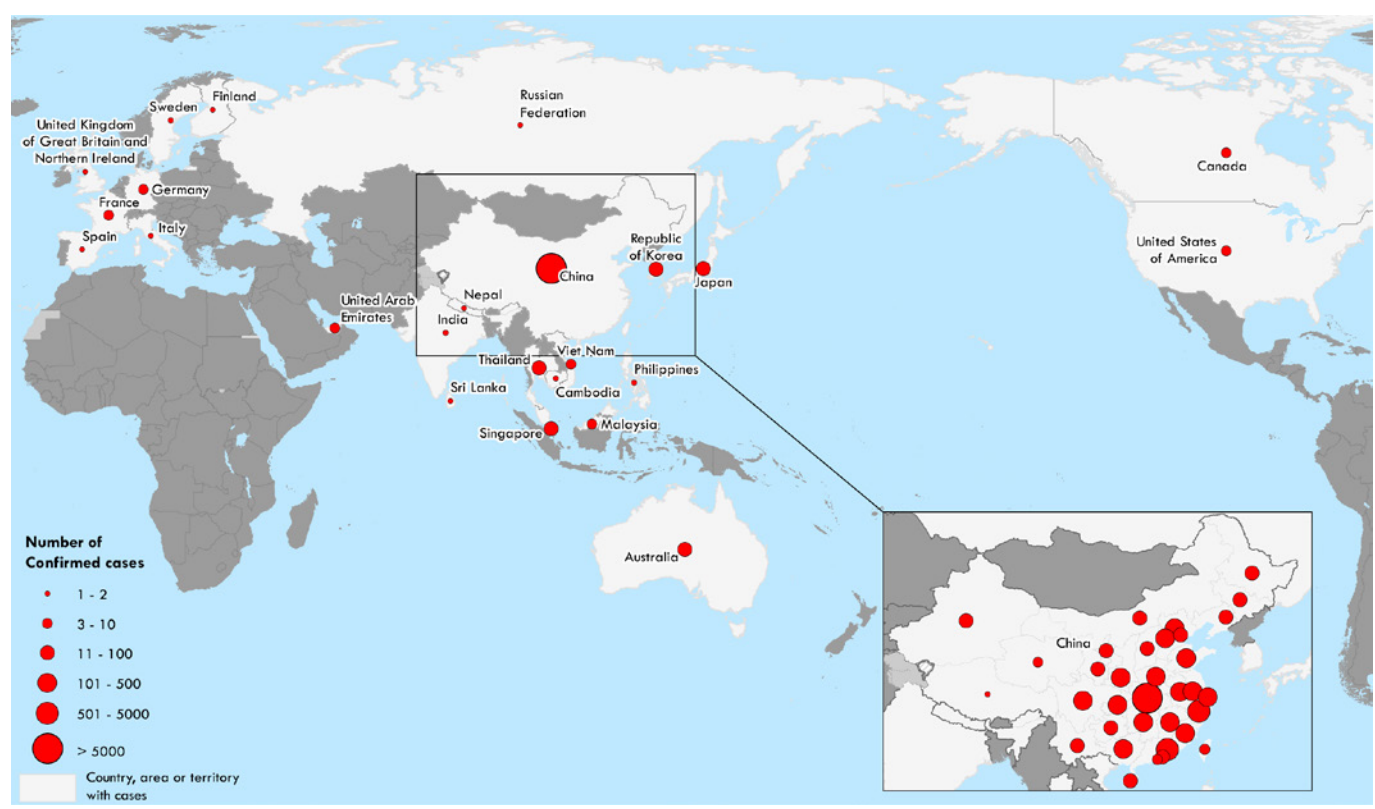 Finland
Sweden
United Kingdom
of Great Britain and
Northern Ireland
Germany
France
Italy
Spain
Russian
Federation
Canada
United States
of America
Republic
of Korea
China
Japan
Nepal
India
United Arab
Emirates
Thailand
Viet Nam
Cambodia
Philippines
Sri Lanka
Singapore
Malaysia
Australia
Number of
Confirmed cases
1 - 2
3 - 10
11 - 100
101 - 500
501 - 5000
> 5000
Country, area or territory
with cases
China